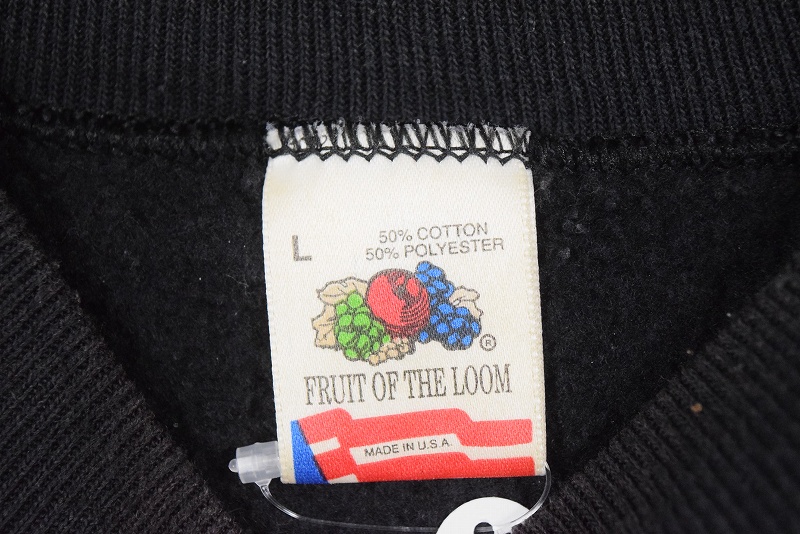 L
50% COTTON
50% POLYESTER
®
FRUIT OF THE LOOM
MADE IN U.S.A.